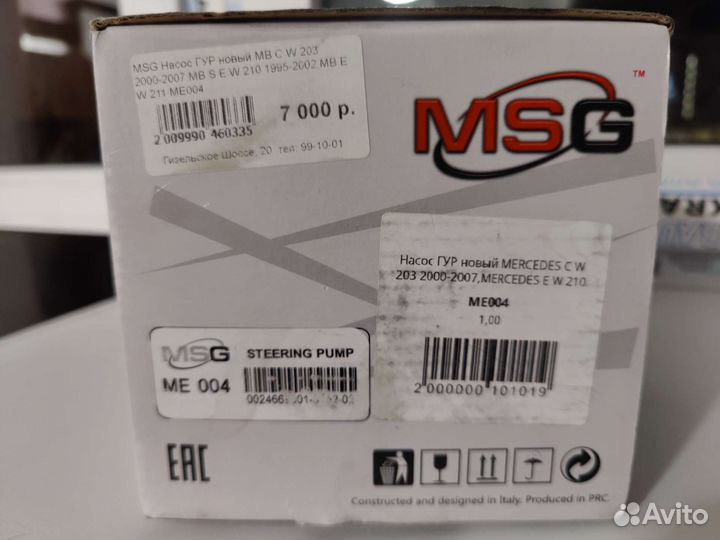 MSG Насос ГУР новый MB C W 203
2000-2007,MB S E W 210 1995-2002,MB E
W 211 ME004
7 000 р.
2 009990 460335
Гизельское Шоссе, 20 тел: 99-10-01
MSG
TM
Насос ГУР новый MERCEDES C W
203 2000-2007,MERCEDES E W 210
ME004
1,00
2 000000 101019
MSG STEERING PUMP
ME 004
EAC
Constructed and designed in Italy. Produced in PRC.
KRA
Avito